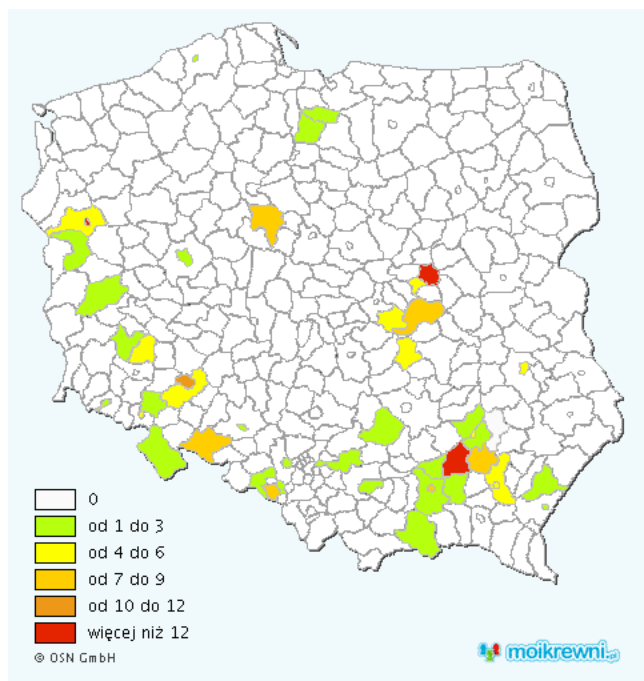 0
od 1 do 3
od 4 do 6
od 7 do 9
od 10 do 12
więcej niż 12
© OSN GmbH
moikrewni.pl